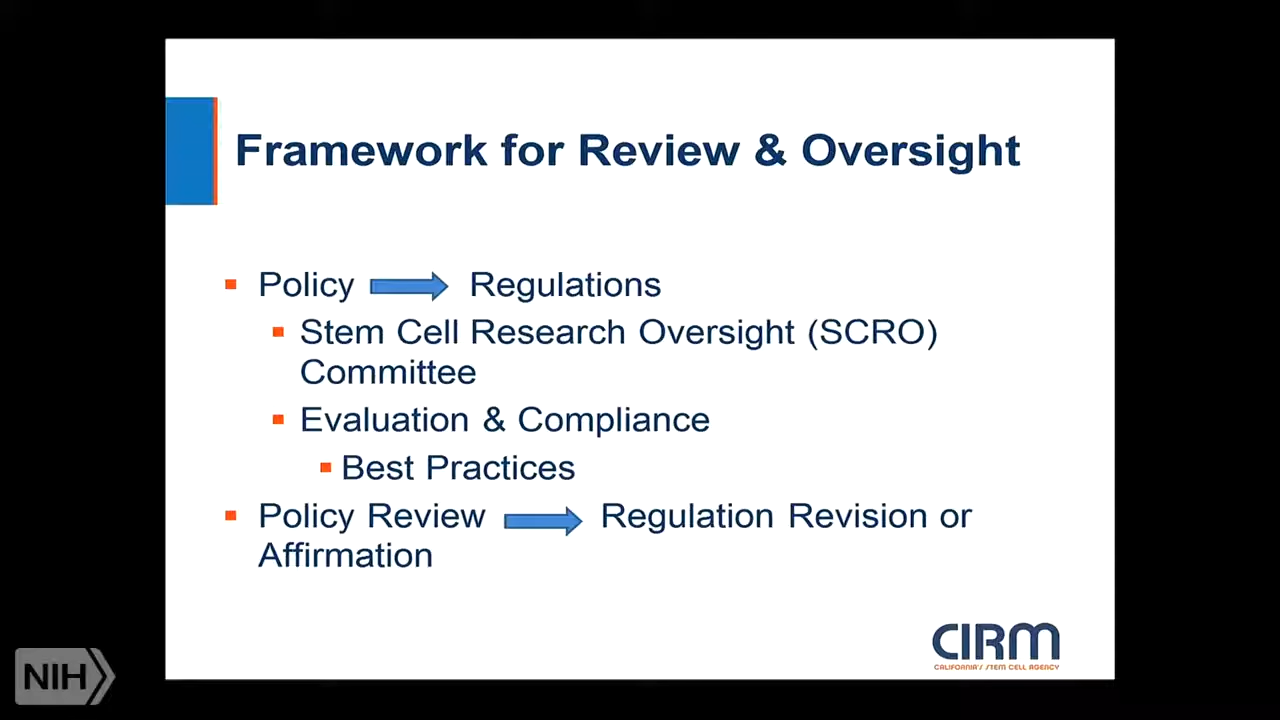 Framework for Review & Oversight
Policy Regulations
Stem Cell Research Oversight (SCRO)
Committee
Evaluation & Compliance
Best Practices
Policy Review Regulation Revision or
Affirmation
CIRM
CALIFORNIA'S STEM CELL AGENCY
NIH